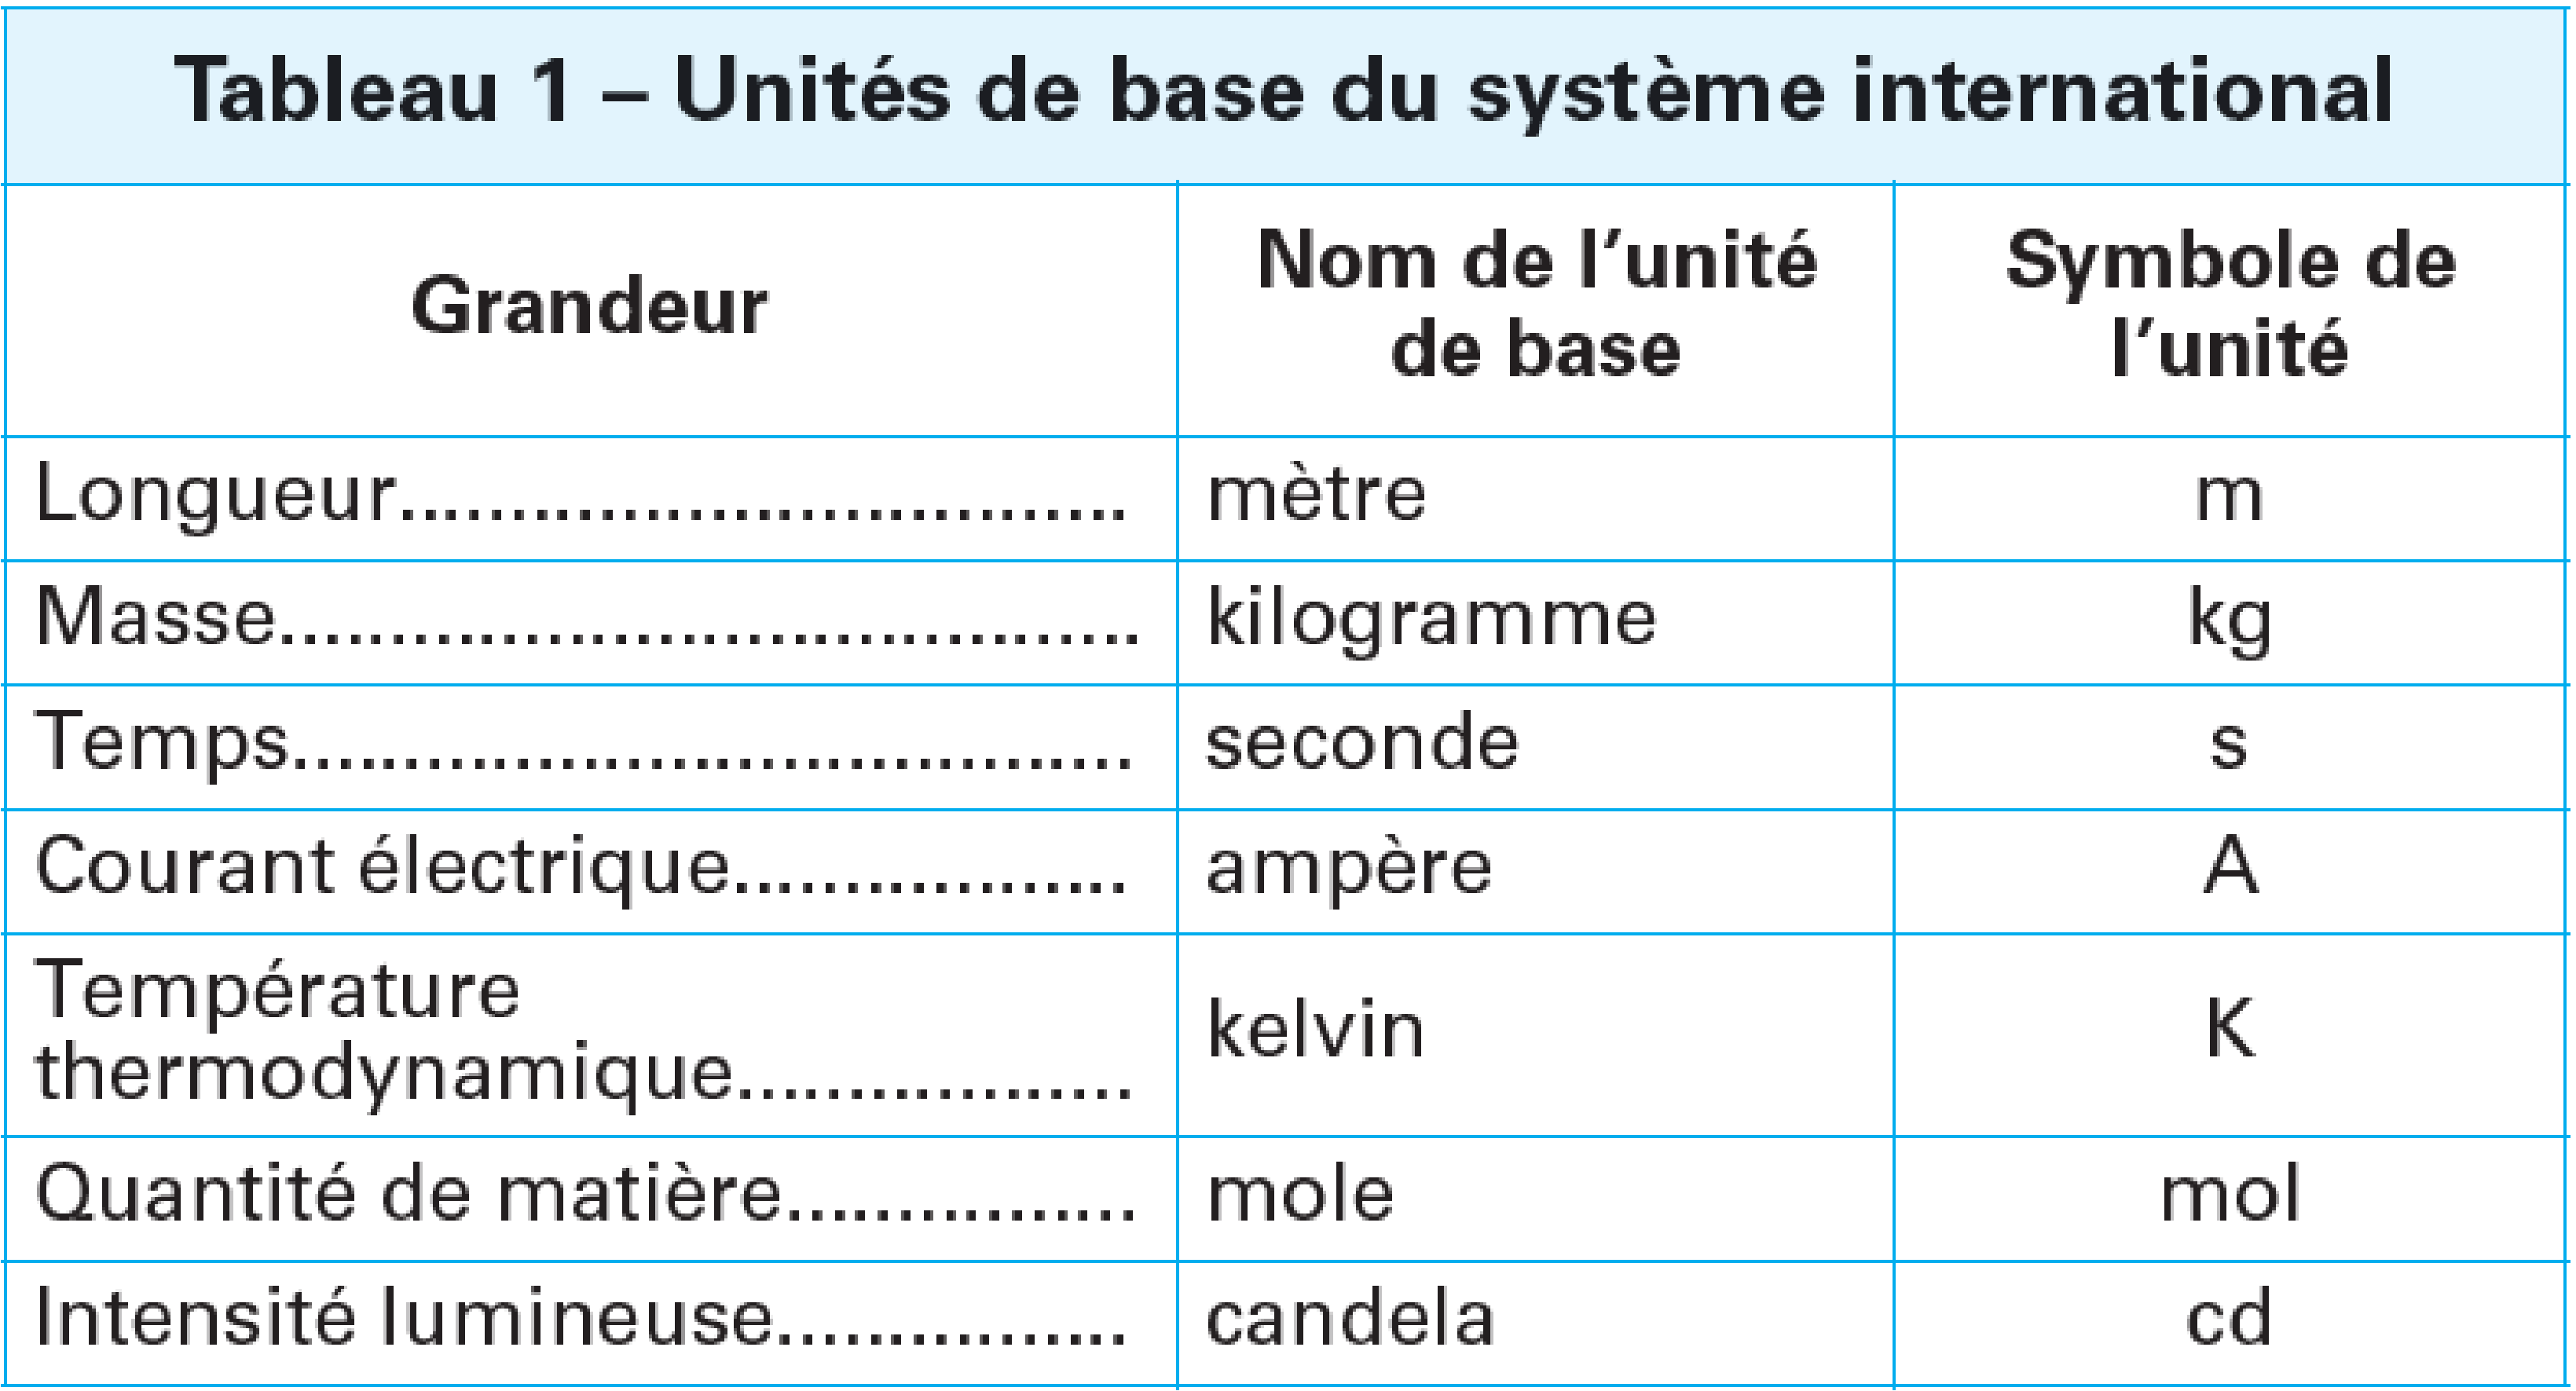 Tableau 1 – Unités de base du système international
Grandeur
Nom de l’unité
de base
Symbole de
l’unité
Longueur................................. mètre m
Masse....................................... kilogramme kg
Temps...................................... seconde s
Courant électrique.................. ampère A
Température
thermodynamique.................. kelvin K
Quantité de matière................ mole mol
Intensité lumineuse................ candela cd